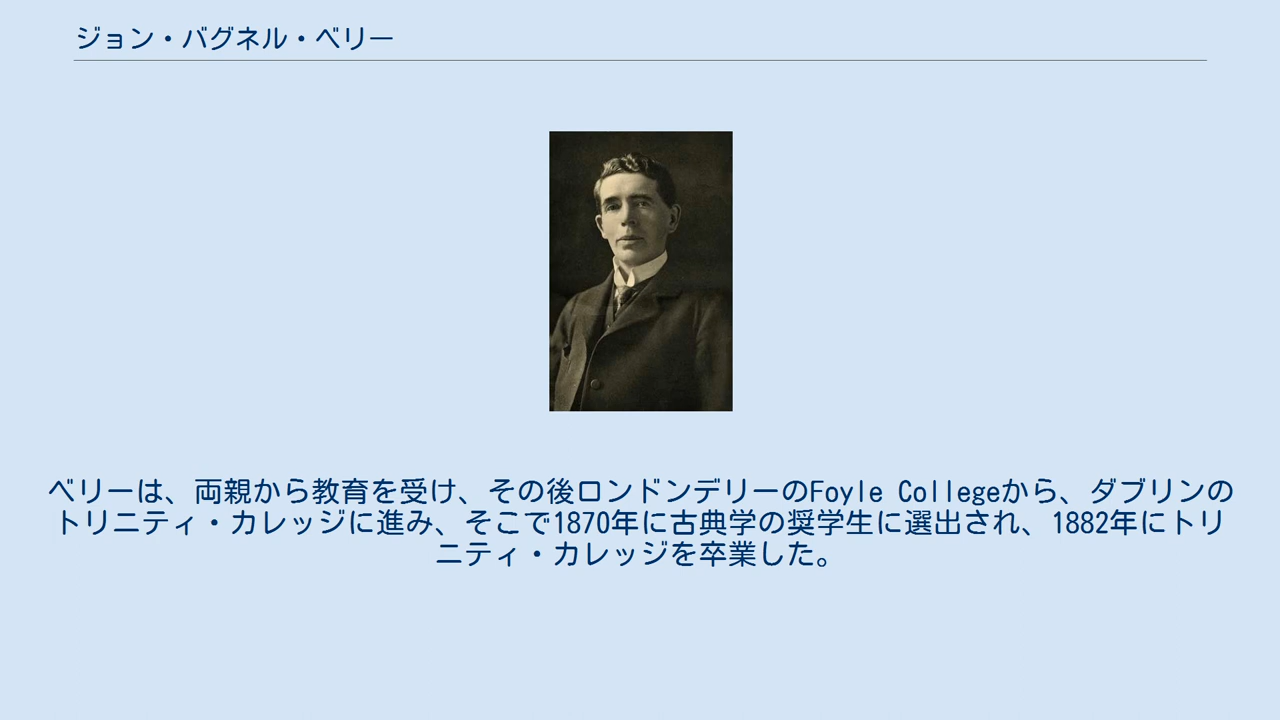 ジョン・バグネル・ベリー
ベリーは、両親から教育を受け、その後ロンドンデリーのFoyle Collegeから、ダブリンの
トリニティ・カレッジに進み、そこで1870年に古典学の奨学生に選出され、1882年にトリ
ニティ・カレッジを卒業した。